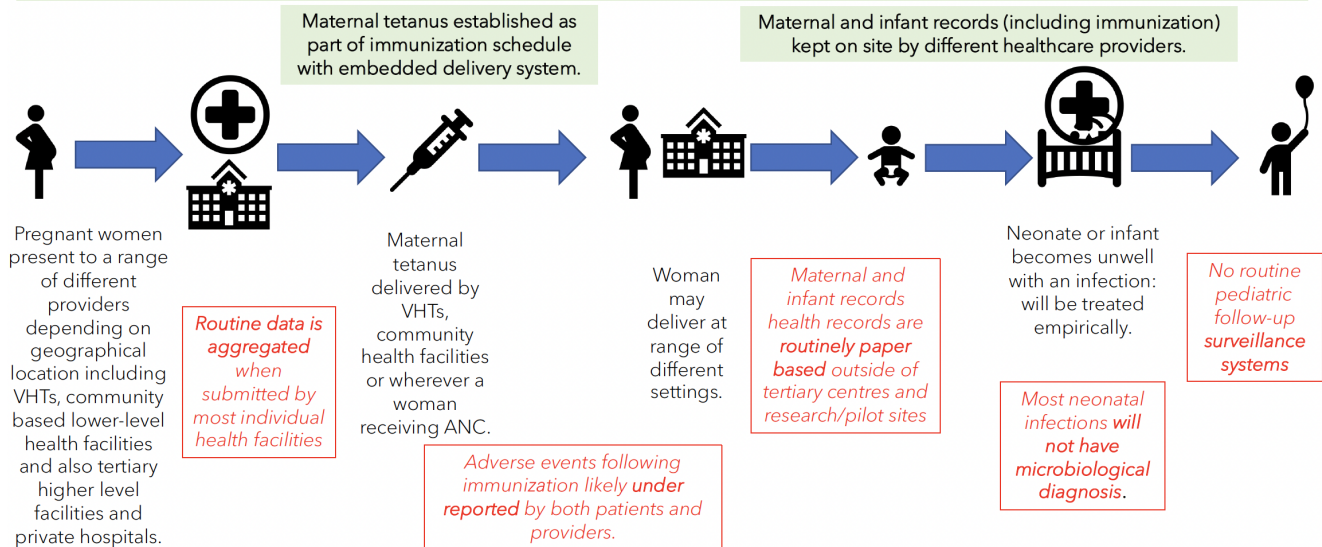 Maternal tetanus established as
part of immunization schedule
with embedded delivery system.
Maternal and infant records (including immunization)
kept on site by different healthcare providers.
Pregnant women
present to a range
of different
providers
depending on
geographical
location including
VHTs, community
based lower-level
health facilities
and also tertiary
higher level
facilities and
private hospitals.
Routine data is
aggregated
when
submitted by
most individual
health facilities
Maternal
tetanus
delivered by
VHTs,
community
health facilities
or wherever a
woman
receiving ANC.
Adverse events following
immunization likely under
reported by both patients and
providers.
Woman
may
deliver at
range of
different
settings.
Maternal and
infant records
health records are
routinely paper
based outside of
tertiary centres and
research/pilot sites
Neonate or infant
becomes unwell
with an infection:
will be treated
empirically.
Most neonatal
infections will
not have
microbiological
diagnosis.
No routine
pediatric
follow-up
surveillance
systems